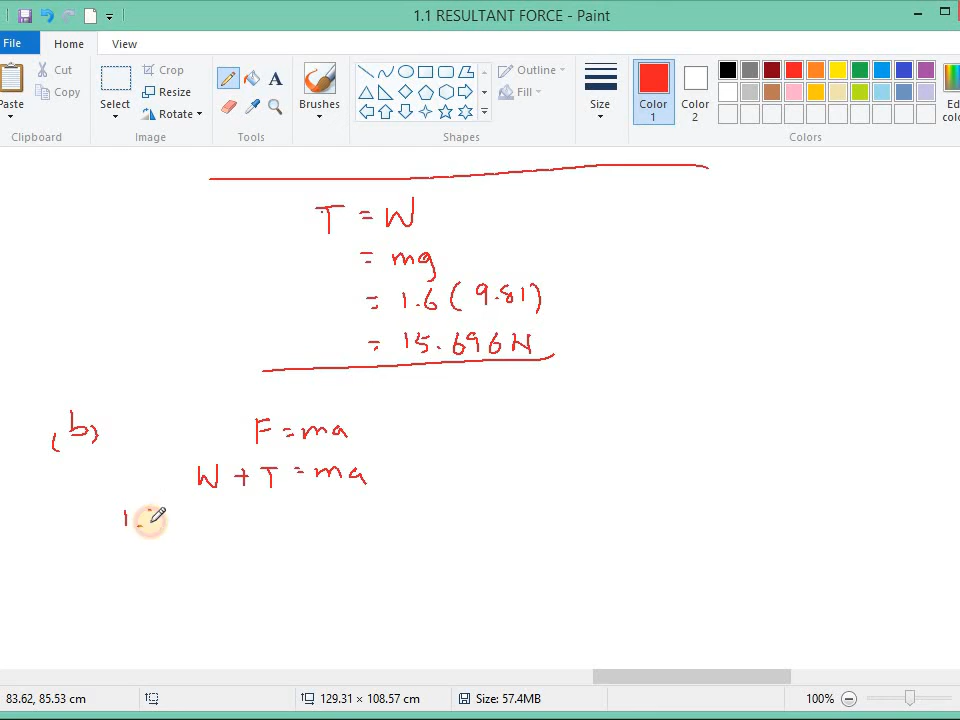 1.1 RESULTANT FORCE - Paint
File Home View
Cut
Copy
Paste
Clipboard
Select
Crop
Resize
Rotate
Image
Tools
Brushes
Outline
Fill
Shapes
Size
Color 1
Color 2
Colors
T = W
= mg
= 1.6 (9.81)
= 15.696 N
(b)
F = ma
W + T = ma
83.62, 85.53 cm 129.31 × 108.57 cm Size: 57.4MB 100%